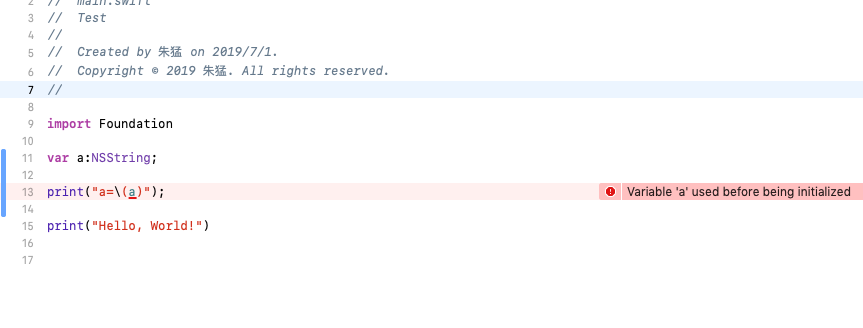 2 // main.swift
3 // Test
4 //
5 // Created by 朱猛 on 2019/7/1.
6 // Copyright © 2019 朱猛. All rights reserved.
7 //
8
9 import Foundation
10
11 var a:NSString;
12
13 print("a=\(a)"); Variable 'a' used before being initialized
14
15 print("Hello, World!")
16
17